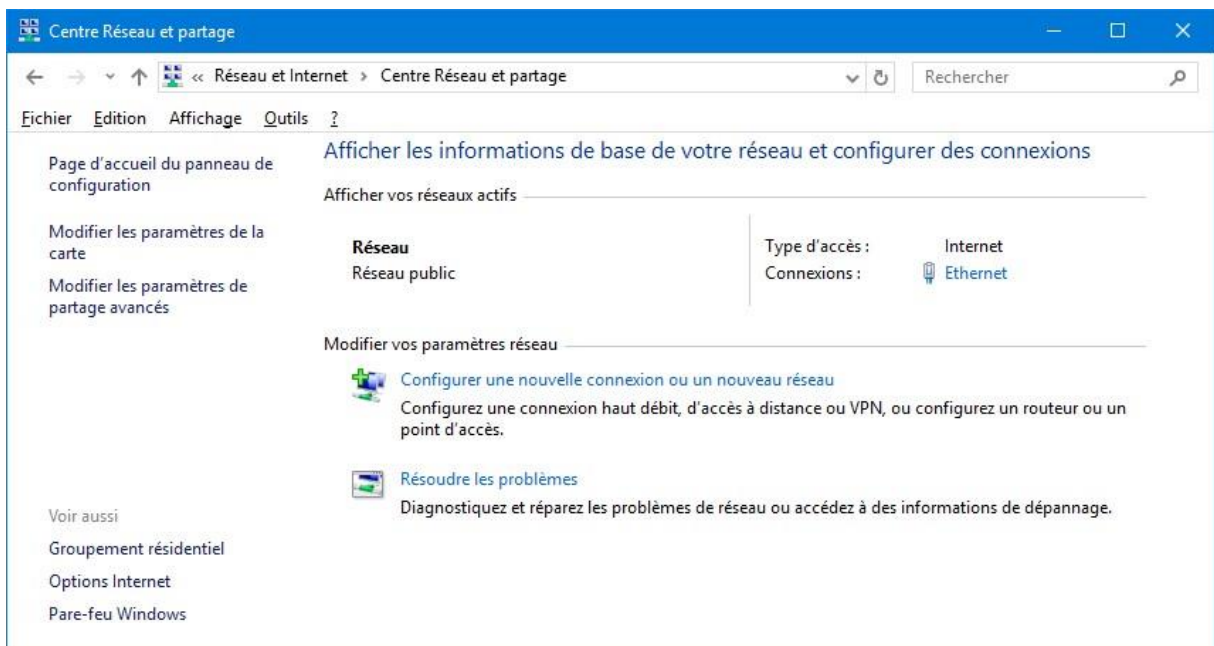 Centre Réseau et partage
« Réseau et Internet › Centre Réseau et partage
Rechercher
Fichier Edition Affichage Outils ?
Page d'accueil du panneau de
configuration
Modifier les paramètres de la
carte
Modifier les paramètres de
partage avancés
Voir aussi
Groupement résidentiel
Options Internet
Pare-feu Windows
Afficher les informations de base de votre réseau et configurer des connexions
Afficher vos réseaux actifs
Réseau
Réseau public
Type d'accès : Internet
Connexions : Ethernet
Modifier vos paramètres réseau
Configurer une nouvelle connexion ou un nouveau réseau
Configurez une connexion haut débit, d'accès à distance ou VPN, ou configurez un routeur ou un
point d'accès.
Résoudre les problèmes
Diagnostiquez et réparez les problèmes de réseau ou accédez à des informations de dépannage.